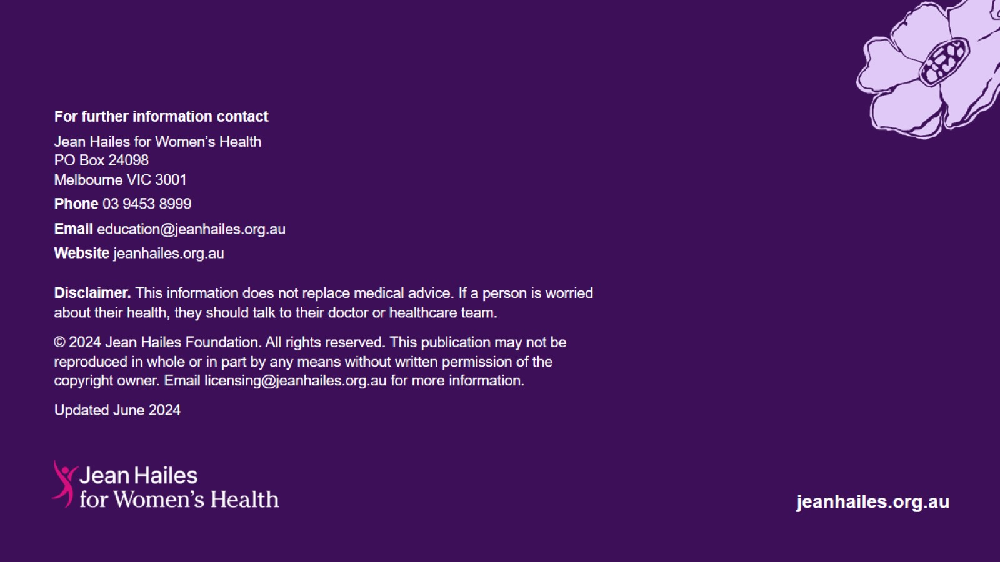 For further information contact
Jean Hailes for Women’s Health
PO Box 24098
Melbourne VIC 3001
Phone 03 9453 8999
Email education@jeanhailes.org.au
Website jeanhailes.org.au
Disclaimer. This information does not replace medical advice. If a person is worried
about their health, they should talk to their doctor or healthcare team.
© 2024 Jean Hailes Foundation. All rights reserved. This publication may not be
reproduced in whole or in part by any means without written permission of the
copyright owner. Email licensing@jeanhailes.org.au for more information.
Updated June 2024
Jean Hailes
for Women’s Health
jeanhailes.org.au